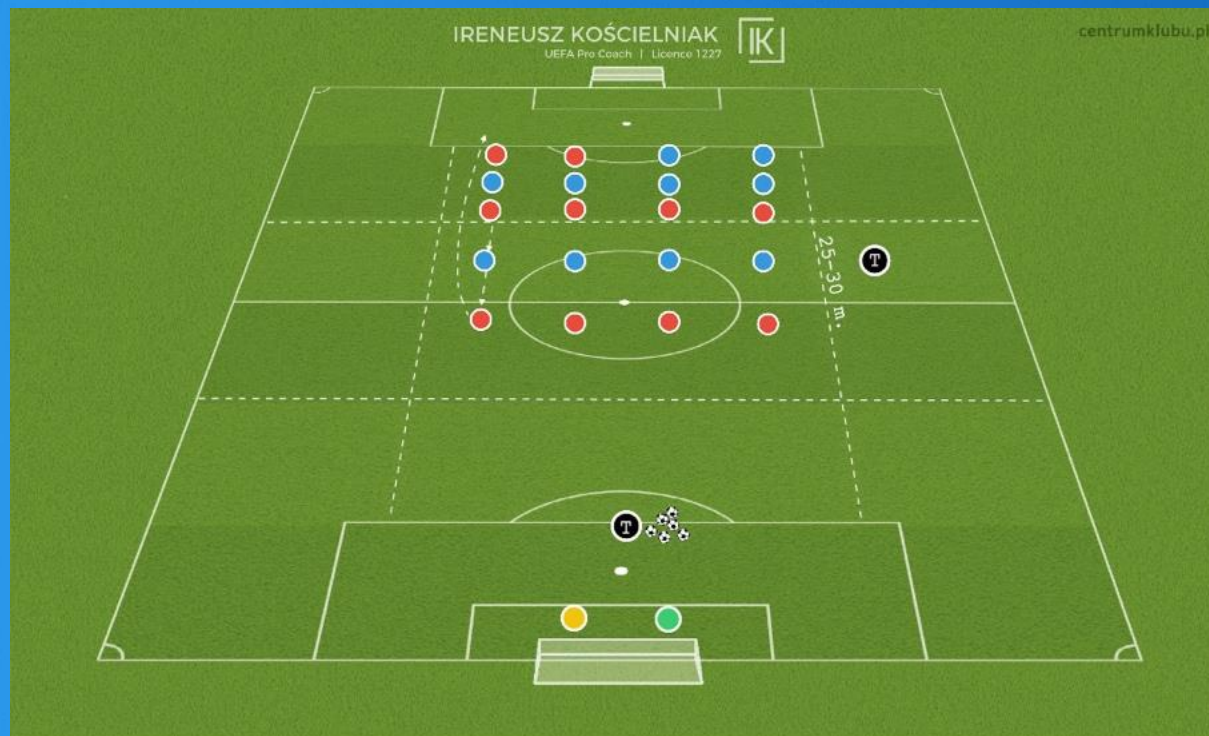 IRENEUSZ KOŚCIELNIAK
UEFA Pro Coach | Licence 1227
IK
centrumklubu.pl
25-30 m.
T
T